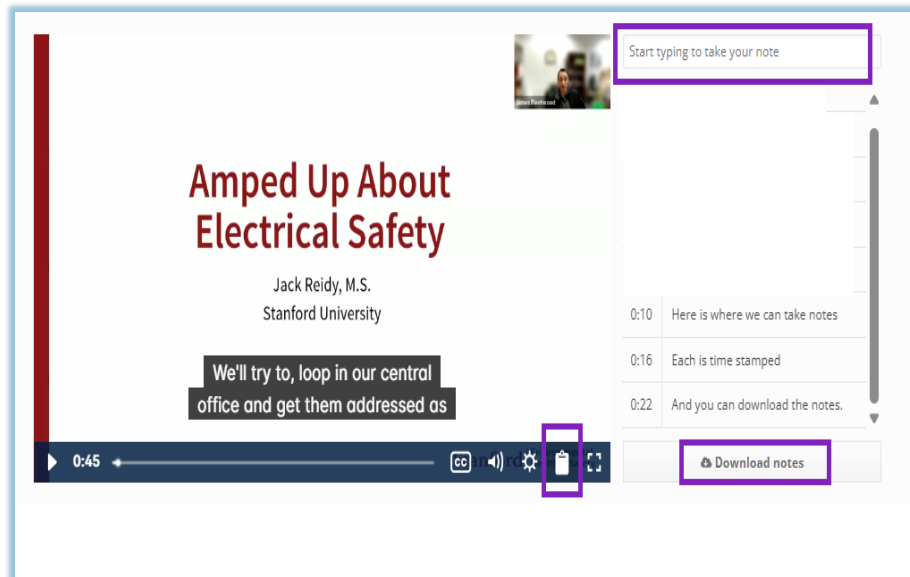 Start typing to take your note
Amped Up About
Electrical Safety
Jack Reidy, M.S.
Stanford University
We'll try to, loop in our central
office and get them addressed as
0:10 Here is where we can take notes
0:16 Each is time stamped
0:22 And you can download the notes.
0:45
CC
Download notes